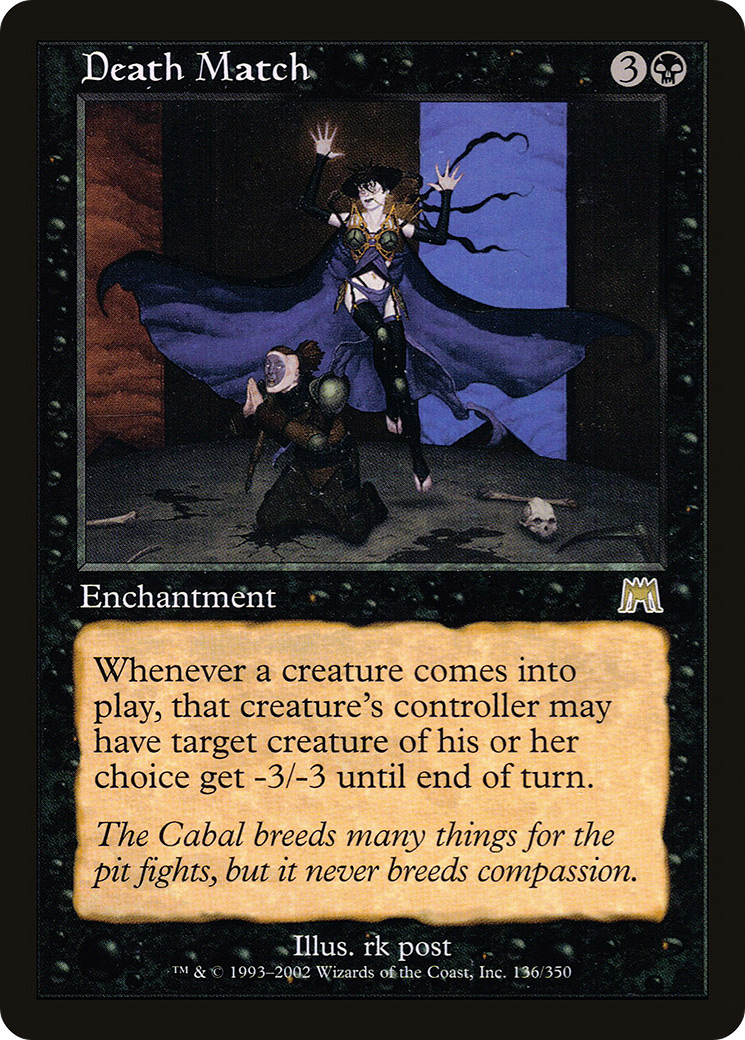 Death Match 3
Enchantment
Whenever a creature comes into
play, that creature's controller may
have target creature of his or her
choice get -3/-3 until end of turn.
The Cabal breeds many things for the
pit fights, but it never breeds compassion.
Illus. rk post
™ & © 1993–2002 Wizards of the Coast, Inc. 136/350